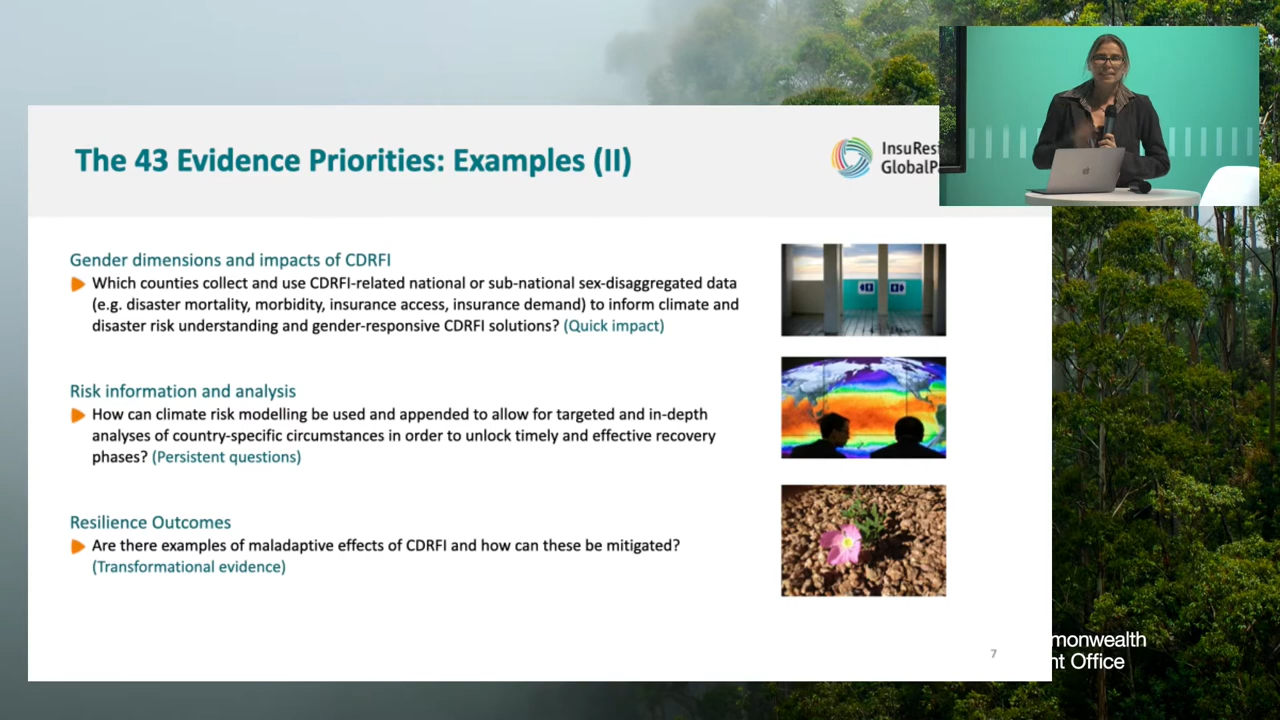 The 43 Evidence Priorities: Examples (II)
InsuRes
GlobalP
Gender dimensions and impacts of CDRFI
Which counties collect and use CDRFI-related national or sub-national sex-disaggregated data
(e.g. disaster mortality, morbidity, insurance access, insurance demand) to inform climate and
disaster risk understanding and gender-responsive CDRFI solutions? (Quick impact)
Risk information and analysis
How can climate risk modelling be used and appended to allow for targeted and in-depth
analyses of country-specific circumstances in order to unlock timely and effective recovery
phases? (Persistent questions)
Resilience Outcomes
Are there examples of maladaptive effects of CDRFI and how can these be mitigated?
(Transformational evidence)
7
monwealth
nt Office